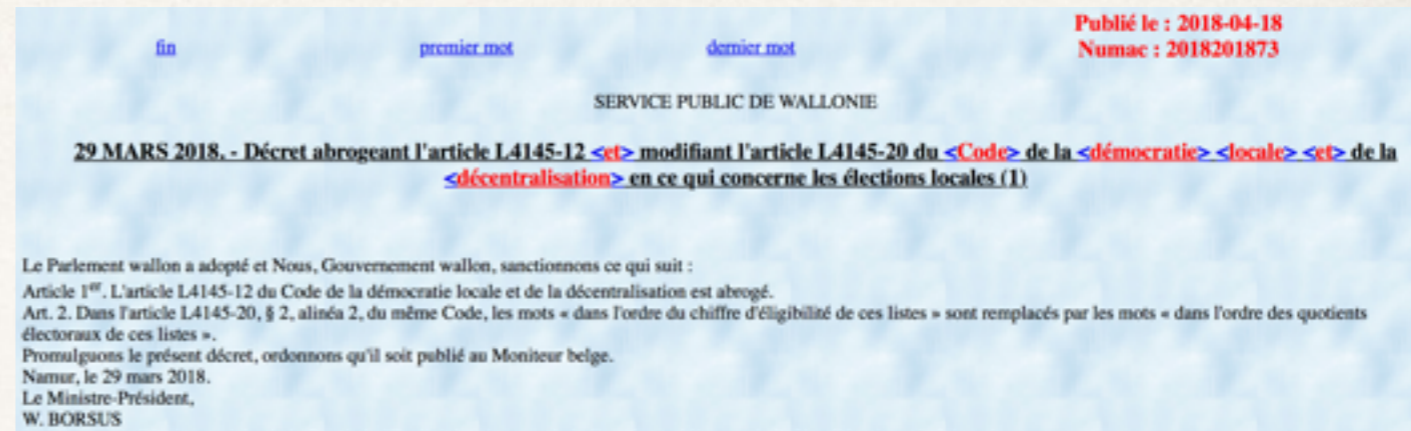 Publié le : 2018-04-18
fin premier mot dernier mot Numac : 2018201873
SERVICE PUBLIC DE WALLONIE
29 MARS 2018. - Décret abrogeant l'article L4145-12 <et> modifiant l'article L4145-20 du <Code> de la <démocratie> <locale> <et> de la
<décentralisation> en ce qui concerne les élections locales (1)
Le Parlement wallon a adopté et Nous, Gouvernement wallon, sanctionnons ce qui suit :
Article 1er. L'article L4145-12 du Code de la démocratie locale et de la décentralisation est abrogé.
Art. 2. Dans l'article L4145-20, § 2, alinéa 2, du même Code, les mots « dans l'ordre du chiffre d'éligibilité de ces listes » sont remplacés par les mots « dans l'ordre des quotients
électoraux de ces listes ».
Promulguons le présent décret, ordonnons qu'il soit publié au Moniteur belge.
Namur, le 29 mars 2018.
Le Ministre-Président,
W. BORSUS